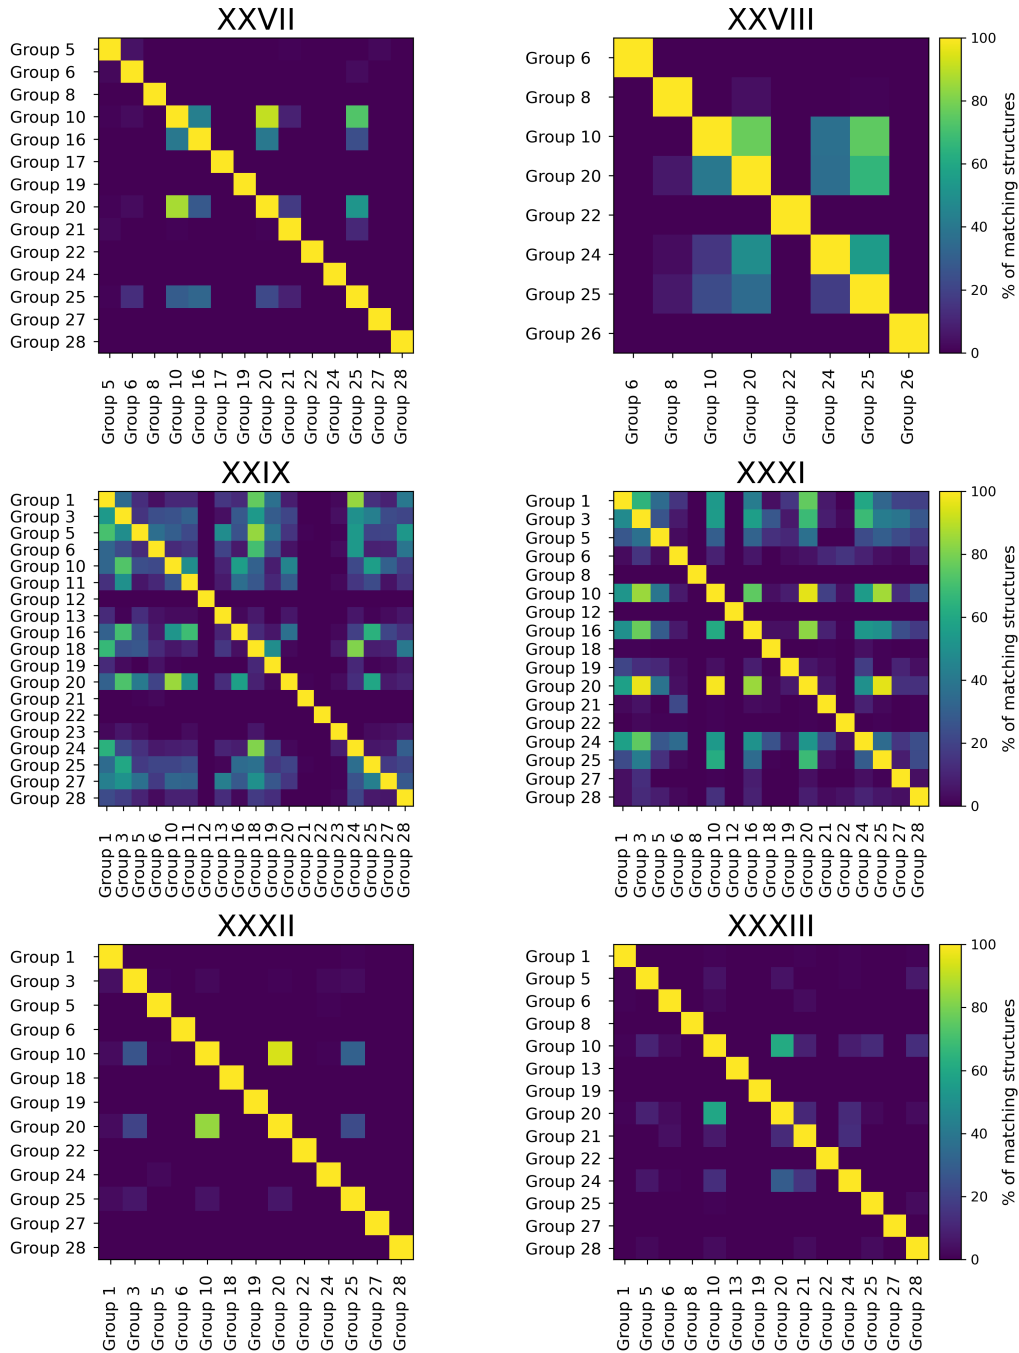 XXVII
Group 5
Group 6
Group 8
Group 10
Group 16
Group 17
Group 19
Group 20
Group 21
Group 22
Group 24
Group 25
Group 27
Group 28
Group 5
Group 6
Group 8
Group 10
Group 16
Group 17
Group 19
Group 20
Group 21
Group 22
Group 24
Group 25
Group 27
Group 28
XXVIII
Group 6
Group 8
Group 10
Group 20
Group 22
Group 24
Group 25
Group 26
Group 6
Group 8
Group 10
Group 20
Group 22
Group 24
Group 25
Group 26
100
80
60
40
20
0
% of matching structures
XXIX
Group 1
Group 3
Group 5
Group 6
Group 10
Group 11
Group 12
Group 13
Group 16
Group 18
Group 19
Group 20
Group 21
Group 22
Group 23
Group 24
Group 25
Group 27
Group 28
Group 1
Group 3
Group 5
Group 6
Group 10
Group 11
Group 12
Group 13
Group 16
Group 18
Group 19
Group 20
Group 21
Group 22
Group 23
Group 24
Group 25
Group 27
Group 28
XXXI
Group 1
Group 3
Group 5
Group 6
Group 8
Group 10
Group 12
Group 16
Group 18
Group 19
Group 20
Group 21
Group 22
Group 24
Group 25
Group 27
Group 28
Group 1
Group 3
Group 5
Group 6
Group 8
Group 10
Group 12
Group 16
Group 18
Group 19
Group 20
Group 21
Group 22
Group 24
Group 25
Group 27
Group 28
100
80
60
40
20
0
% of matching structures
XXXII
Group 1
Group 3
Group 5
Group 6
Group 10
Group 18
Group 19
Group 20
Group 22
Group 24
Group 25
Group 27
Group 28
Group 1
Group 3
Group 5
Group 6
Group 10
Group 18
Group 19
Group 20
Group 22
Group 24
Group 25
Group 27
Group 28
XXXIII
Group 1
Group 5
Group 6
Group 8
Group 10
Group 13
Group 19
Group 20
Group 21
Group 22
Group 24
Group 25
Group 27
Group 28
Group 1
Group 5
Group 6
Group 8
Group 10
Group 13
Group 19
Group 20
Group 21
Group 22
Group 24
Group 25
Group 27
Group 28
100
80
60
40
20
0
% of matching structures